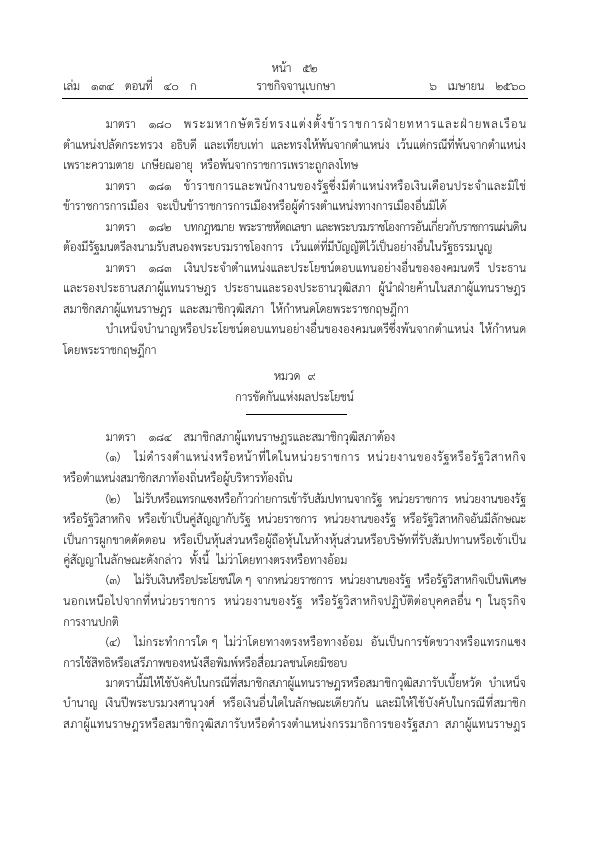 หน้า ๕๒
เล่ม ๑๓๔ ตอนที่ ๔๐ ก ราชกิจจานุเบกษา ๖ เมษายน ๒๕๖๐
มาตรา ๑๘๐ พระมหากษัตริย์ทรงแต่งตั้งข้าราชการฝ่ายทหารและฝ่ายพลเรือน
ตำแหน่งปลัดกระทรวง อธิบดี และเทียบเท่า และทรงให้พ้นจากตำแหน่ง เว้นแต่กรณีที่พ้นจากตำแหน่ง
เพราะความตาย เกษียณอายุ หรือพ้นจากราชการเพราะถูกลงโทษ
มาตรา ๑๘๑ ข้าราชการและพนักงานของรัฐซึ่งมีตำแหน่งหรือเงินเดือนประจำและมิใช่
ข้าราชการการเมือง จะเป็นข้าราชการการเมืองหรือผู้ดำรงตำแหน่งทางการเมืองอื่นมิได้
มาตรา ๑๘๒ บทกฎหมาย พระราชหัตถเลขา และพระบรมราชโองการอันเกี่ยวกับราชการแผ่นดิน
ต้องมีรัฐมนตรีลงนามรับสนองพระบรมราชโองการ เว้นแต่ที่มีบัญญัติไว้เป็นอย่างอื่นในรัฐธรรมนูญ
มาตรา ๑๘๓ เงินประจำตำแหน่งและประโยชน์ตอบแทนอย่างอื่นขององคมนตรี ประธาน
และรองประธานสภาผู้แทนราษฎร ประธานและรองประธานวุฒิสภา ผู้นำฝ่ายค้านในสภาผู้แทนราษฎร
สมาชิกสภาผู้แทนราษฎร และสมาชิกวุฒิสภา ให้กำหนดโดยพระราชกฤษฎีกา
บำเหน็จบำนาญหรือประโยชน์ตอบแทนอย่างอื่นขององคมนตรีซึ่งพ้นจากตำแหน่ง ให้กำหนด
โดยพระราชกฤษฎีกา
หมวด ๙
การขัดกันแห่งผลประโยชน์
มาตรา ๑๘๔ สมาชิกสภาผู้แทนราษฎรและสมาชิกวุฒิสภาต้อง
(๑) ไม่ดำรงตำแหน่งหรือหน้าที่ใดในหน่วยราชการ หน่วยงานของรัฐหรือรัฐวิสาหกิจ
หรือตำแหน่งสมาชิกสภาท้องถิ่นหรือผู้บริหารท้องถิ่น
(๒) ไม่รับหรือแทรกแซงหรือก้าวก่ายการเข้ารับสัมปทานจากรัฐ หน่วยราชการ หน่วยงานของรัฐ
หรือรัฐวิสาหกิจ หรือเข้าเป็นคู่สัญญากับรัฐ หน่วยราชการ หน่วยงานของรัฐ หรือรัฐวิสาหกิจอันมีลักษณะ
เป็นการผูกขาดตัดตอน หรือเป็นหุ้นส่วนหรือผู้ถือหุ้นในห้างหุ้นส่วนหรือบริษัทที่รับสัมปทานหรือเข้าเป็น
คู่สัญญาในลักษณะดังกล่าว ทั้งนี้ ไม่ว่าโดยทางตรงหรือทางอ้อม
(๓) ไม่รับเงินหรือประโยชน์ใด ๆ จากหน่วยราชการ หน่วยงานของรัฐ หรือรัฐวิสาหกิจเป็นพิเศษ
นอกเหนือไปจากที่หน่วยราชการ หน่วยงานของรัฐ หรือรัฐวิสาหกิจปฏิบัติต่อบุคคลอื่น ๆ ในธุรกิจ
การงานปกติ
(๔) ไม่กระทำการใด ๆ ไม่ว่าโดยทางตรงหรือทางอ้อม อันเป็นการขัดขวางหรือแทรกแซง
การใช้สิทธิหรือเสรีภาพของหนังสือพิมพ์หรือสื่อมวลชนโดยมิชอบ
มาตรานี้มิให้ใช้บังคับในกรณีที่สมาชิกสภาผู้แทนราษฎรหรือสมาชิกวุฒิสภารับเบี้ยหวัด บำเหน็จ
บำนาญ เงินปีพระบรมวงศานุวงศ์ หรือเงินอื่นใดในลักษณะเดียวกัน และมิให้ใช้บังคับในกรณีที่สมาชิก
สภาผู้แทนราษฎรหรือสมาชิกวุฒิสภารับหรือดำรงตำแหน่งกรรมาธิการของรัฐสภา สภาผู้แทนราษฎร